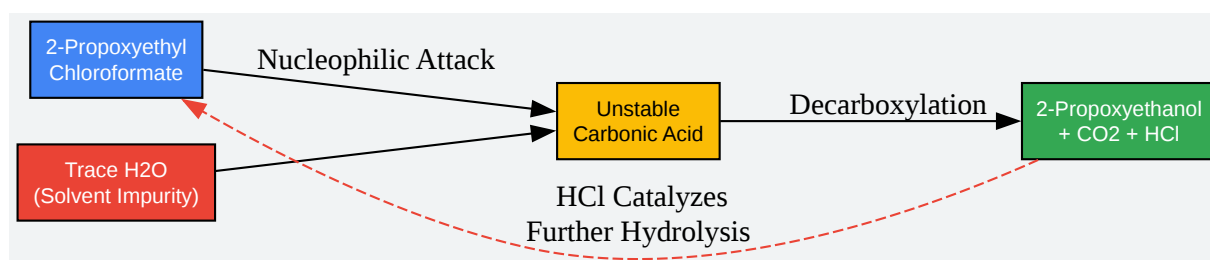 2-Propoxyethyl
Chloroformate
Nucleophilic Attack
Trace H2O
(Solvent Impurity)
Unstable
Carbonic Acid
Decarboxylation
2-Propoxyethanol
+ CO2 + HCl
HCl Catalyzes
Further Hydrolysis